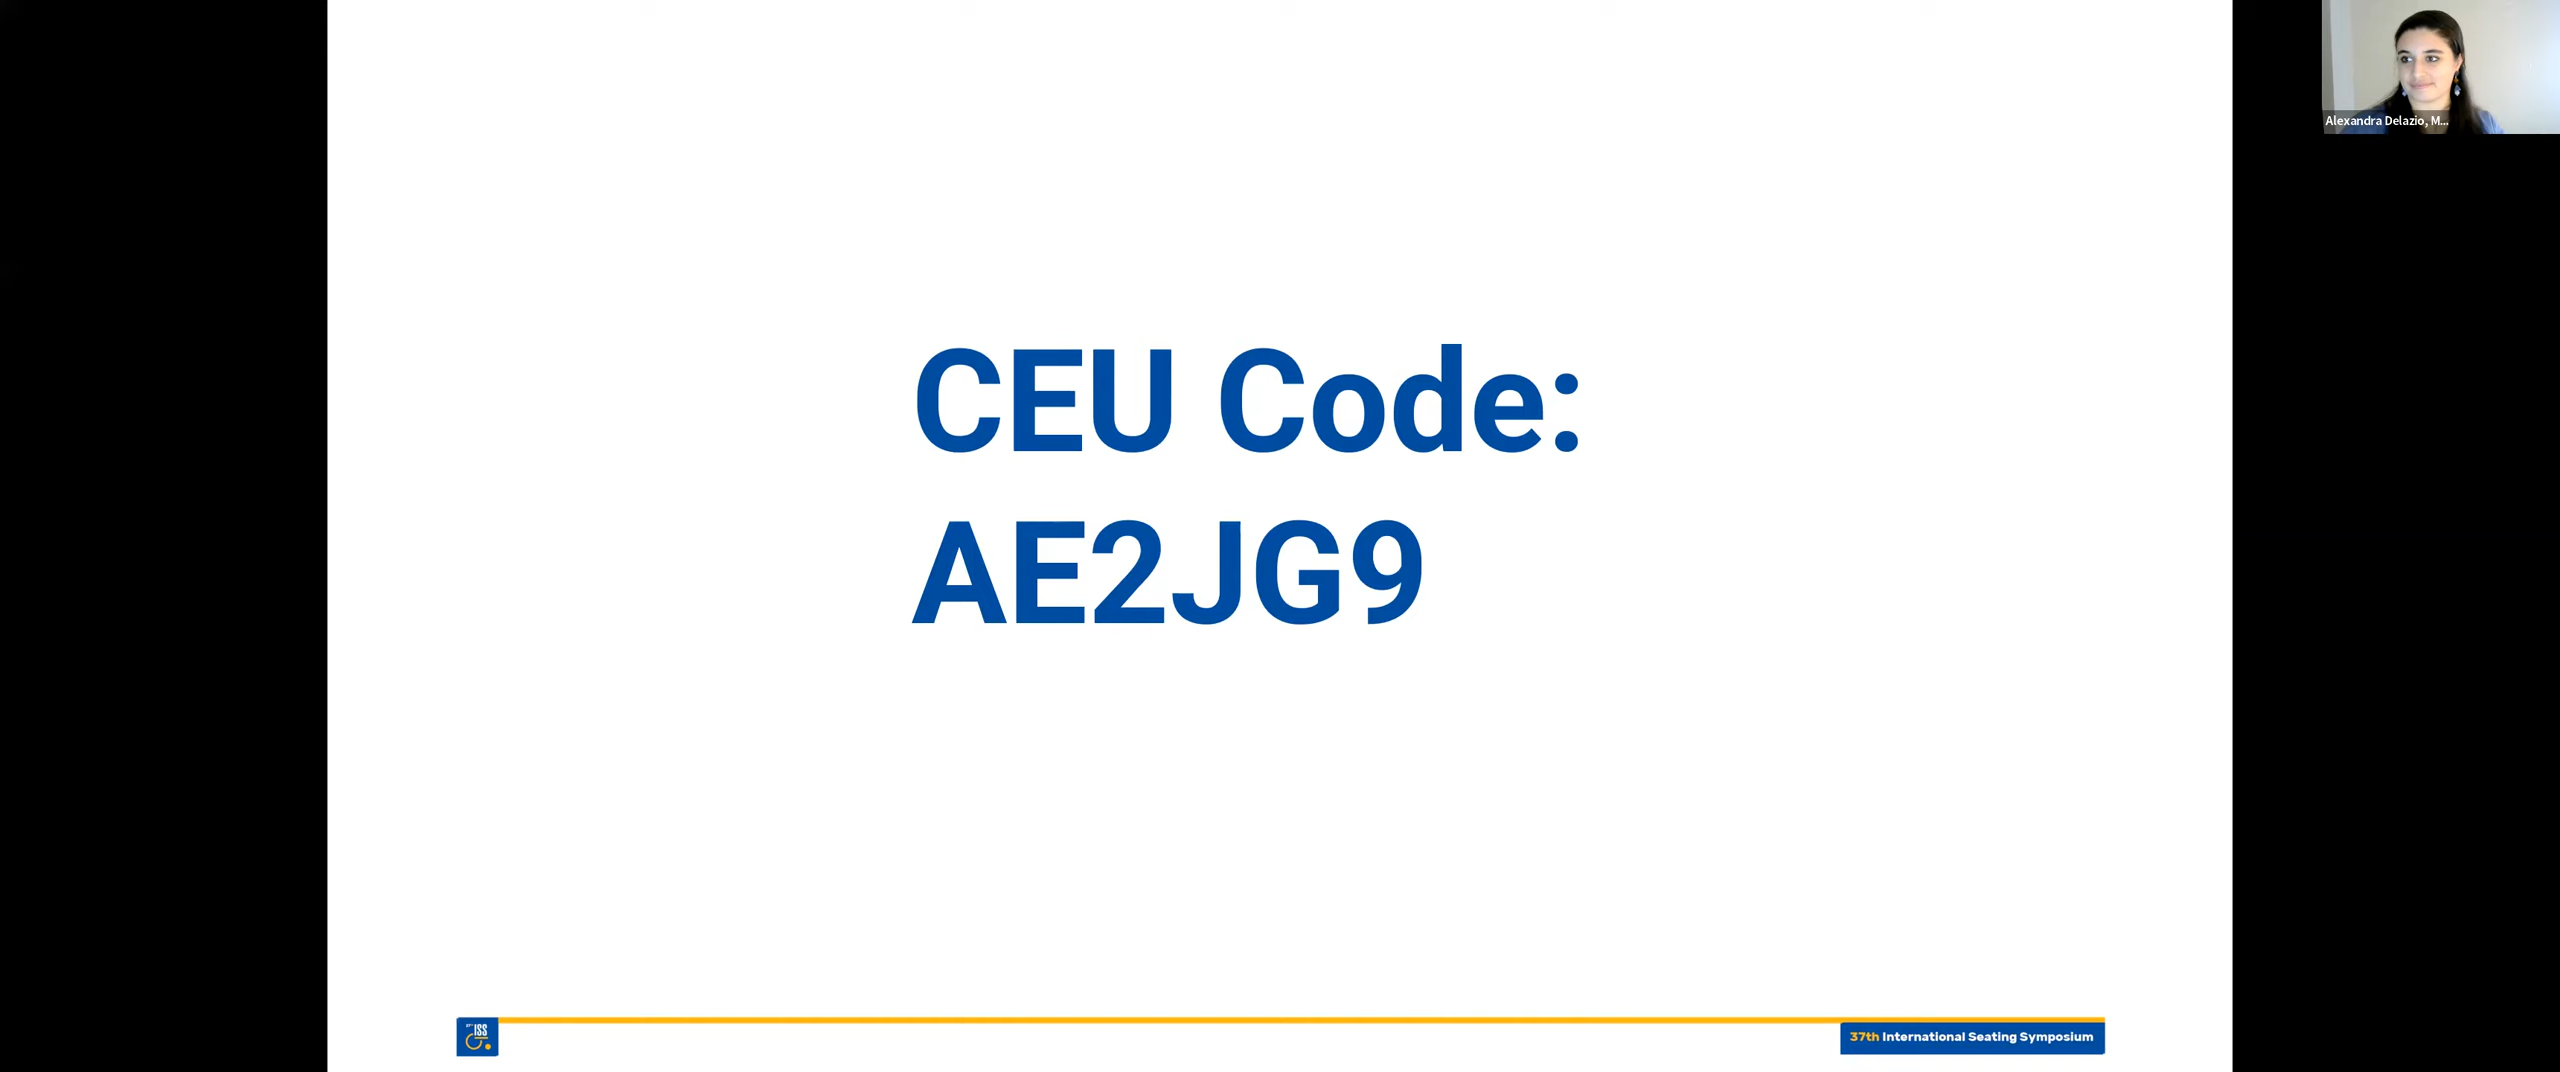 Alexandra Delazio, M...
CEU Code:
AE2JG9
ISS
37th International Seating Symposium